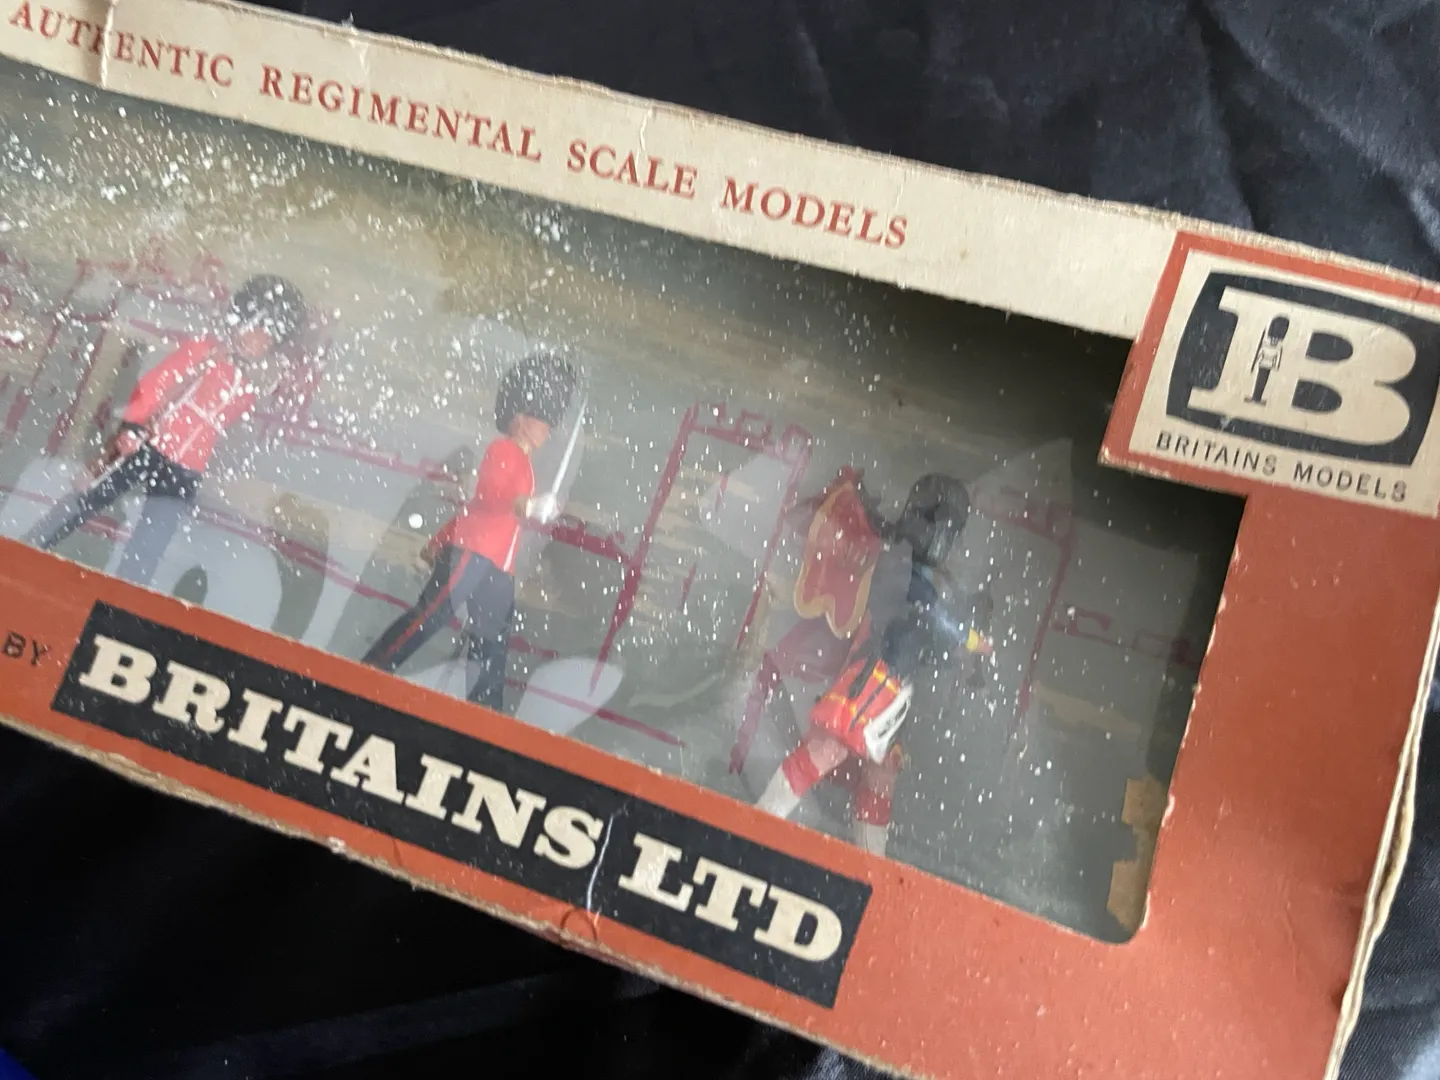 AUTHENTIC REGIMENTAL SCALE MODELS
B
BRITAINS MODELS
BY
BRITAINS LTD